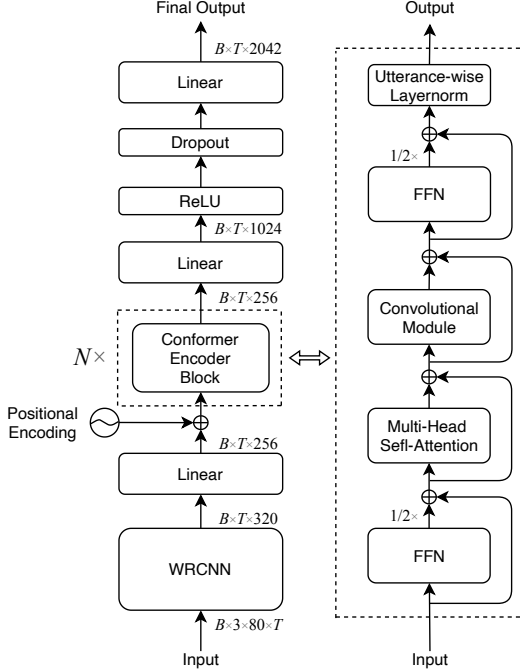 Final Output
B×T×2042
Linear
Dropout
ReLU
B×T×1024
Linear
B×T×256
N×
Conformer
Encoder
Block
Positional
Encoding
B×T×256
Linear
B×T×320
WRCNN
B×3×80×T
Input
Output
Utterance-wise
Layernorm
1/2×
FFN
Convolutional
Module
Multi-Head
Sefl-Attention
1/2×
FFN
Input